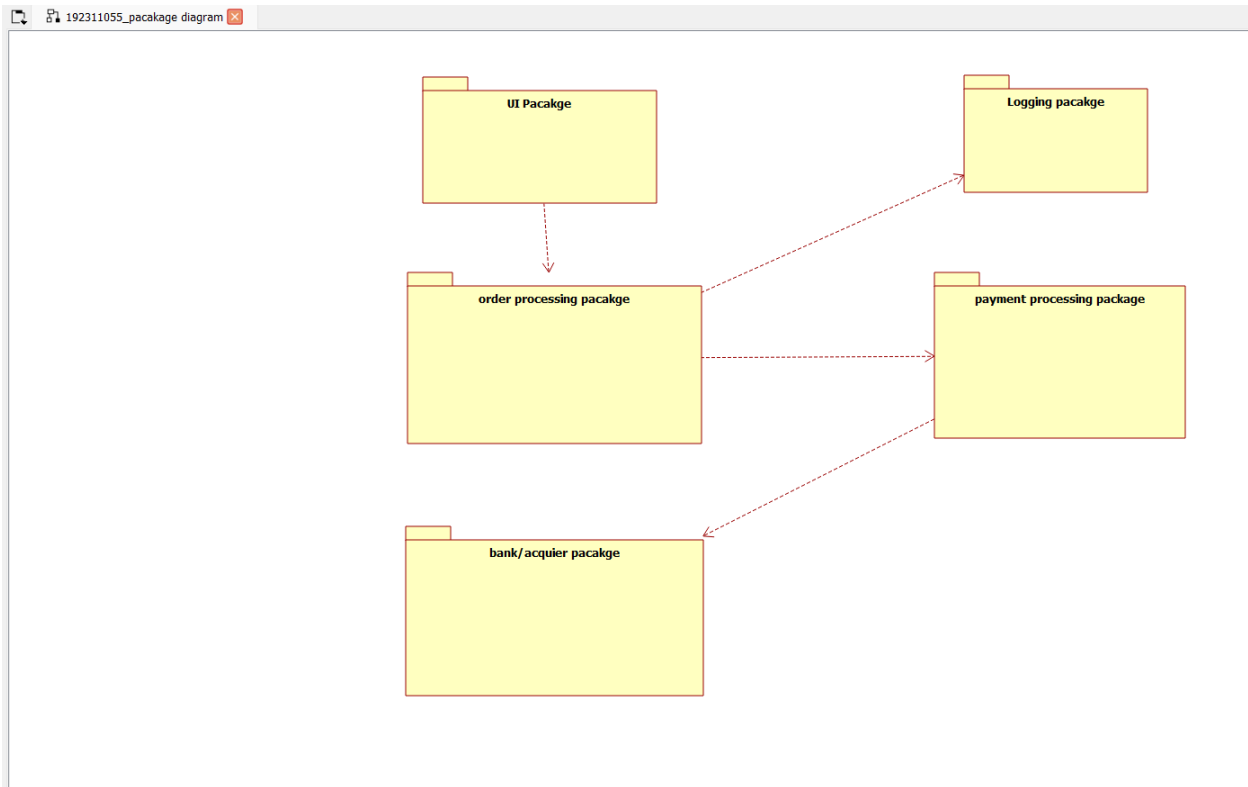 192311055_pacakage diagram
UI Pacakge
Logging pacakge
order processing pacakge
payment processing package
bank/acquier pacakge